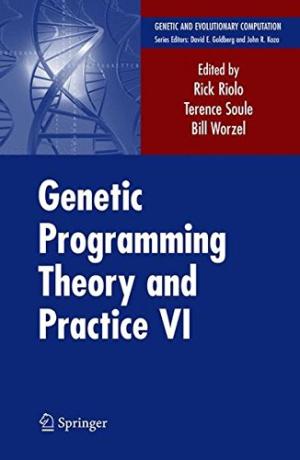 GENETIC AND EVOLUTIONARY COMPUTATION
Series Editors: David E. Goldberg and John R. Koza
Edited by
Rick Riolo
Terence Soule
Bill Worzel
Genetic
Programming
Theory and
Practice VI
Springer